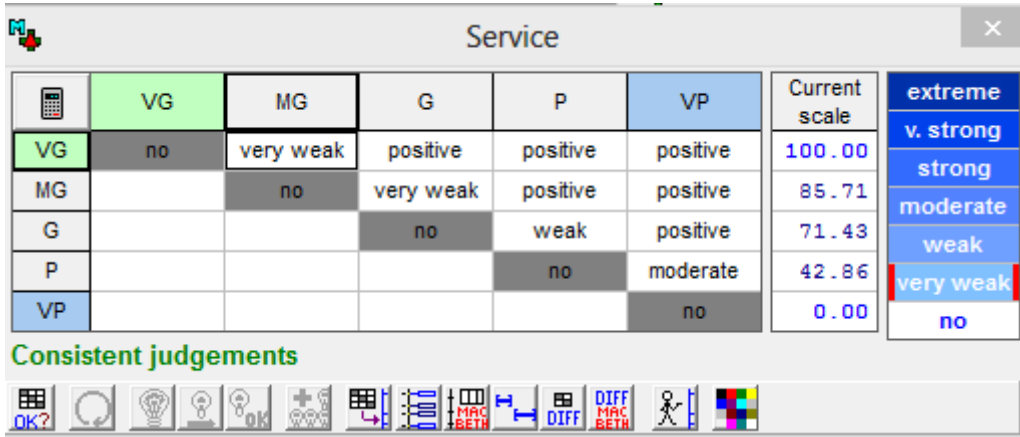 Service
VG MG G P VP Current scale extreme
v. strong
VG no very weak positive positive positive 100.00
strong
MG no very weak positive positive 85.71
moderate
G no weak positive 71.43
weak
P no moderate 42.86
very weak
VP no 0.00
no
Consistent judgements
OK? OK MAC BETH DIFF DIFF MAC BETH